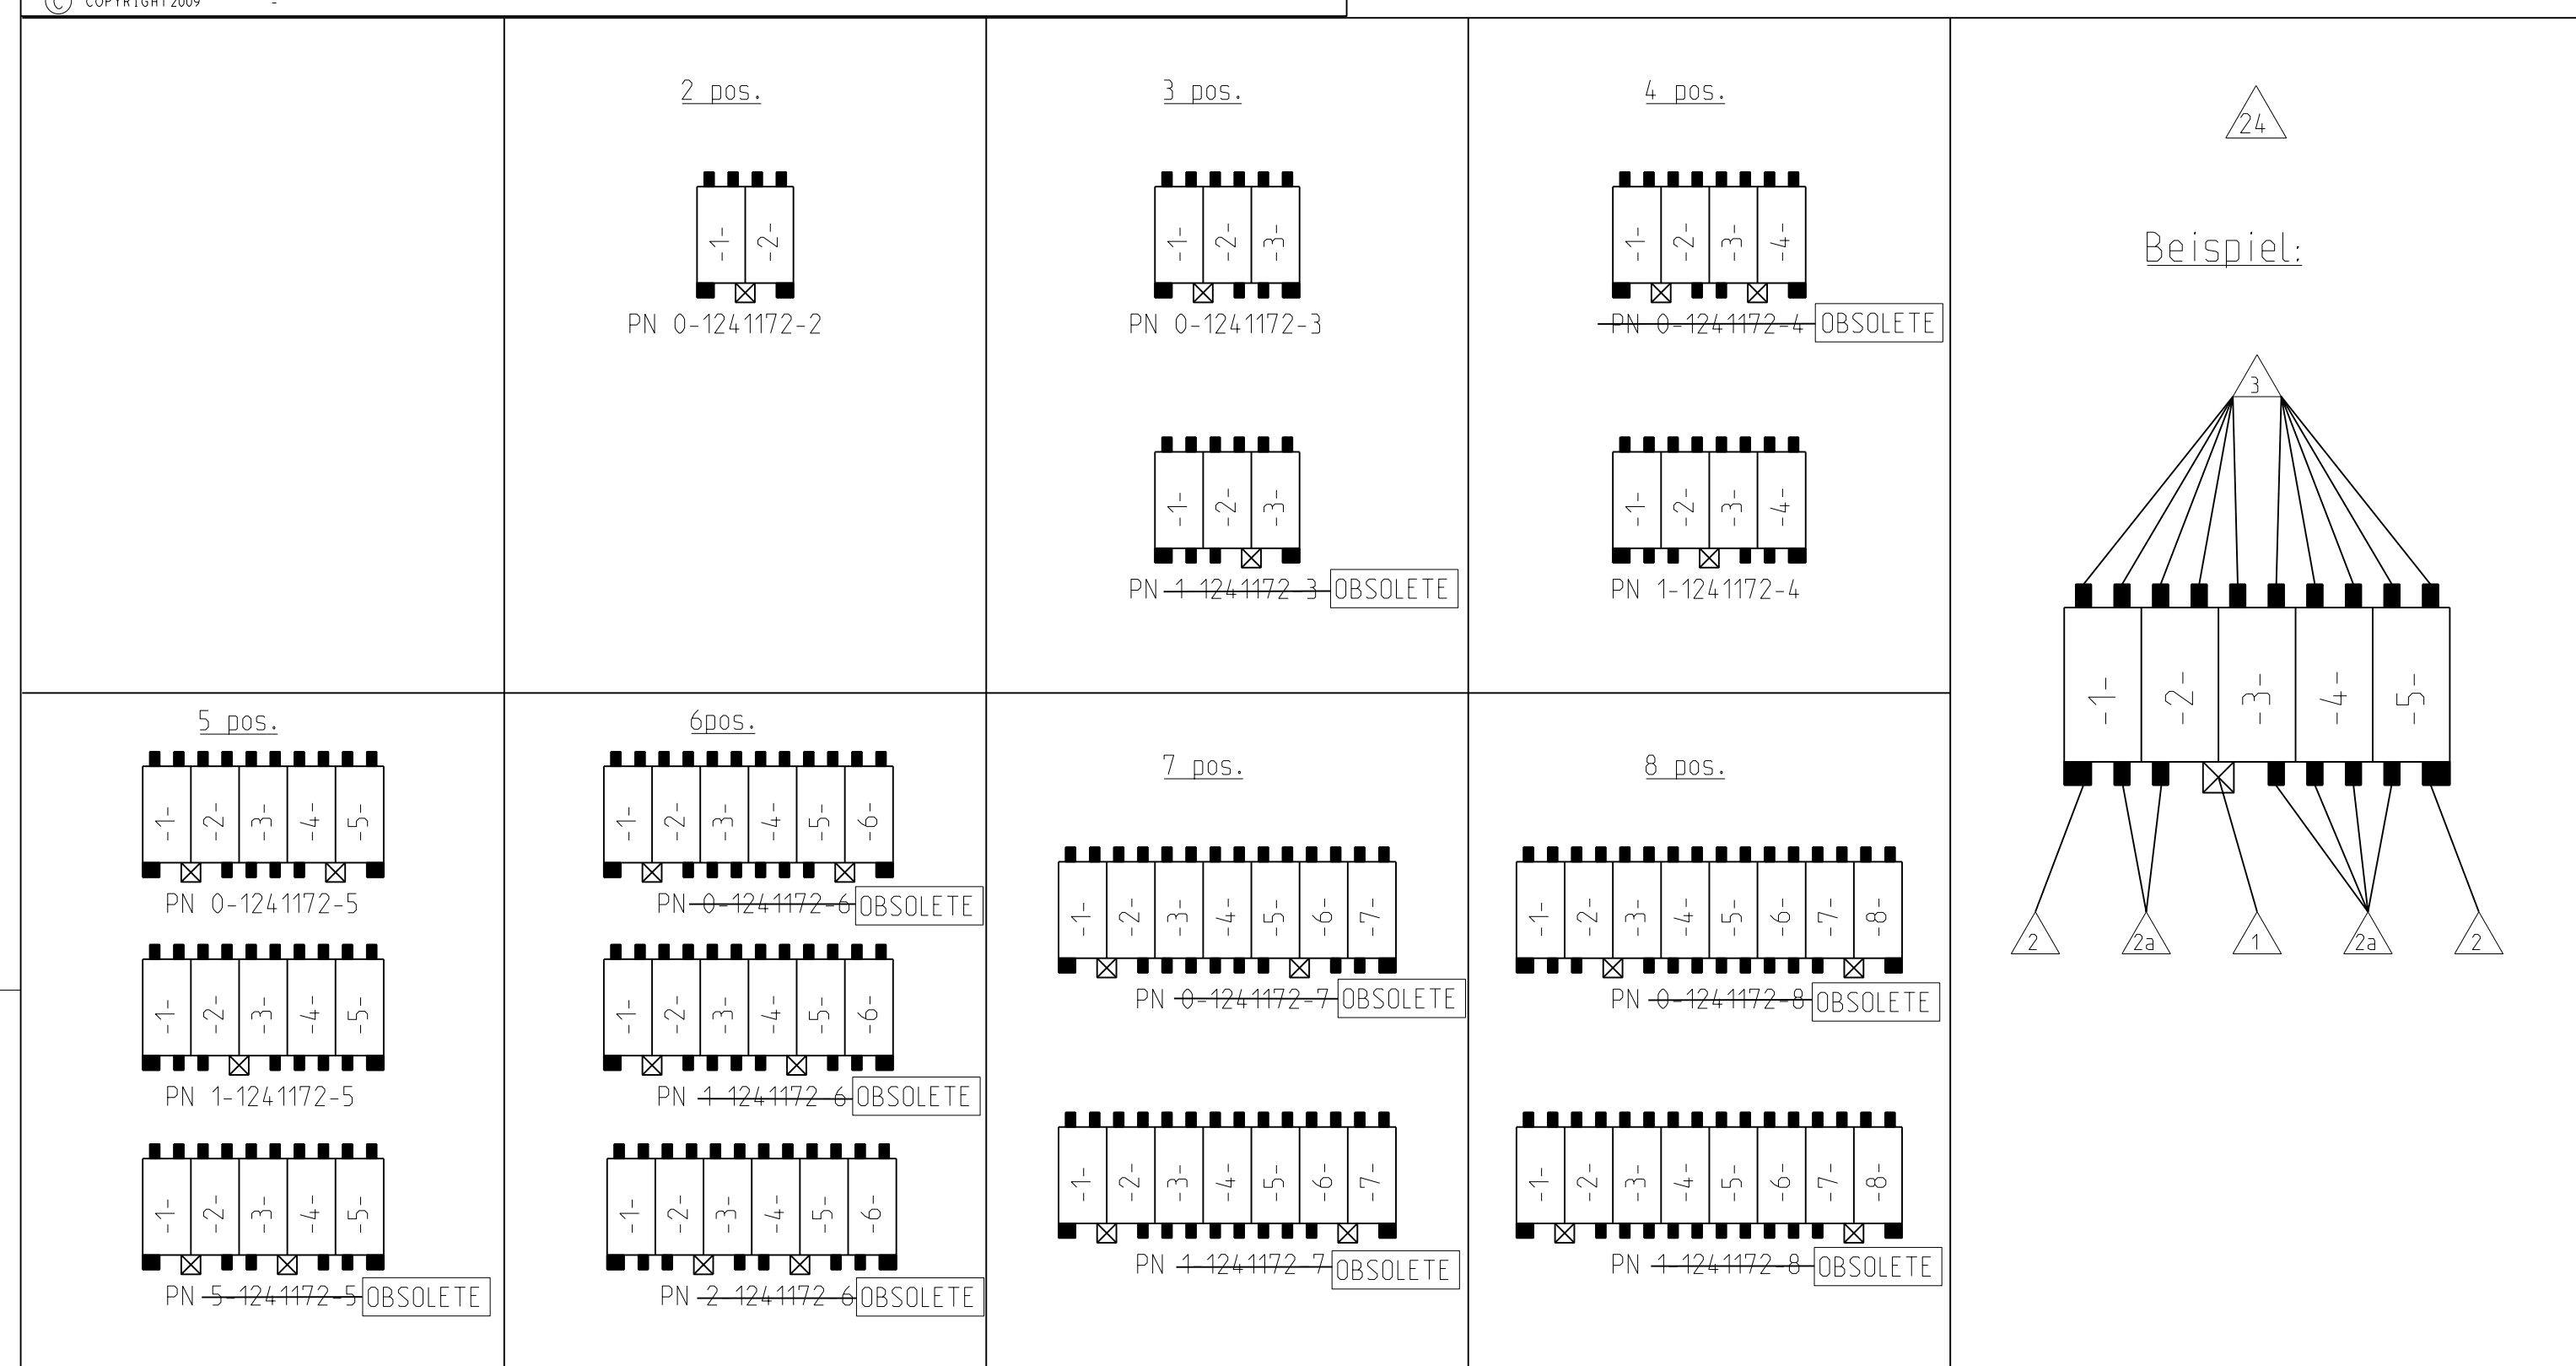 © COPYRIGHT 2009 -
2 pos.
-1- -2-
PN 0-1241172-2
3 pos.
-1- -2- -3-
PN 0-1241172-3
-1- -2- -3-
PN 1-1241172-3 OBSOLETE
4 pos.
-1- -2- -3- -4-
PN 0-1241172-4 OBSOLETE
-1- -2- -3- -4-
PN 1-1241172-4
5 pos.
-1- -2- -3- -4- -5-
PN 0-1241172-5
-1- -2- -3- -4- -5-
PN 1-1241172-5
-1- -2- -3- -4- -5-
PN 5-1241172-5 OBSOLETE
6pos.
-1- -2- -3- -4- -5- -6-
PN 0-1241172-6 OBSOLETE
-1- -2- -3- -4- -5- -6-
PN 1-1241172-6 OBSOLETE
-1- -2- -3- -4- -5- -6-
PN 2-1241172-6 OBSOLETE
7 pos.
-1- -2- -3- -4- -5- -6- -7-
PN 0-1241172-7 OBSOLETE
-1- -2- -3- -4- -5- -6- -7-
PN 1-1241172-7 OBSOLETE
8 pos.
-1- -2- -3- -4- -5- -6- -7- -8-
PN 0-1241172-8 OBSOLETE
-1- -2- -3- -4- -5- -6- -7- -8-
PN 1-1241172-8 OBSOLETE
24
Beispiel:
3
-1- -2- -3- -4- -5-
2 2a 1 2a 2